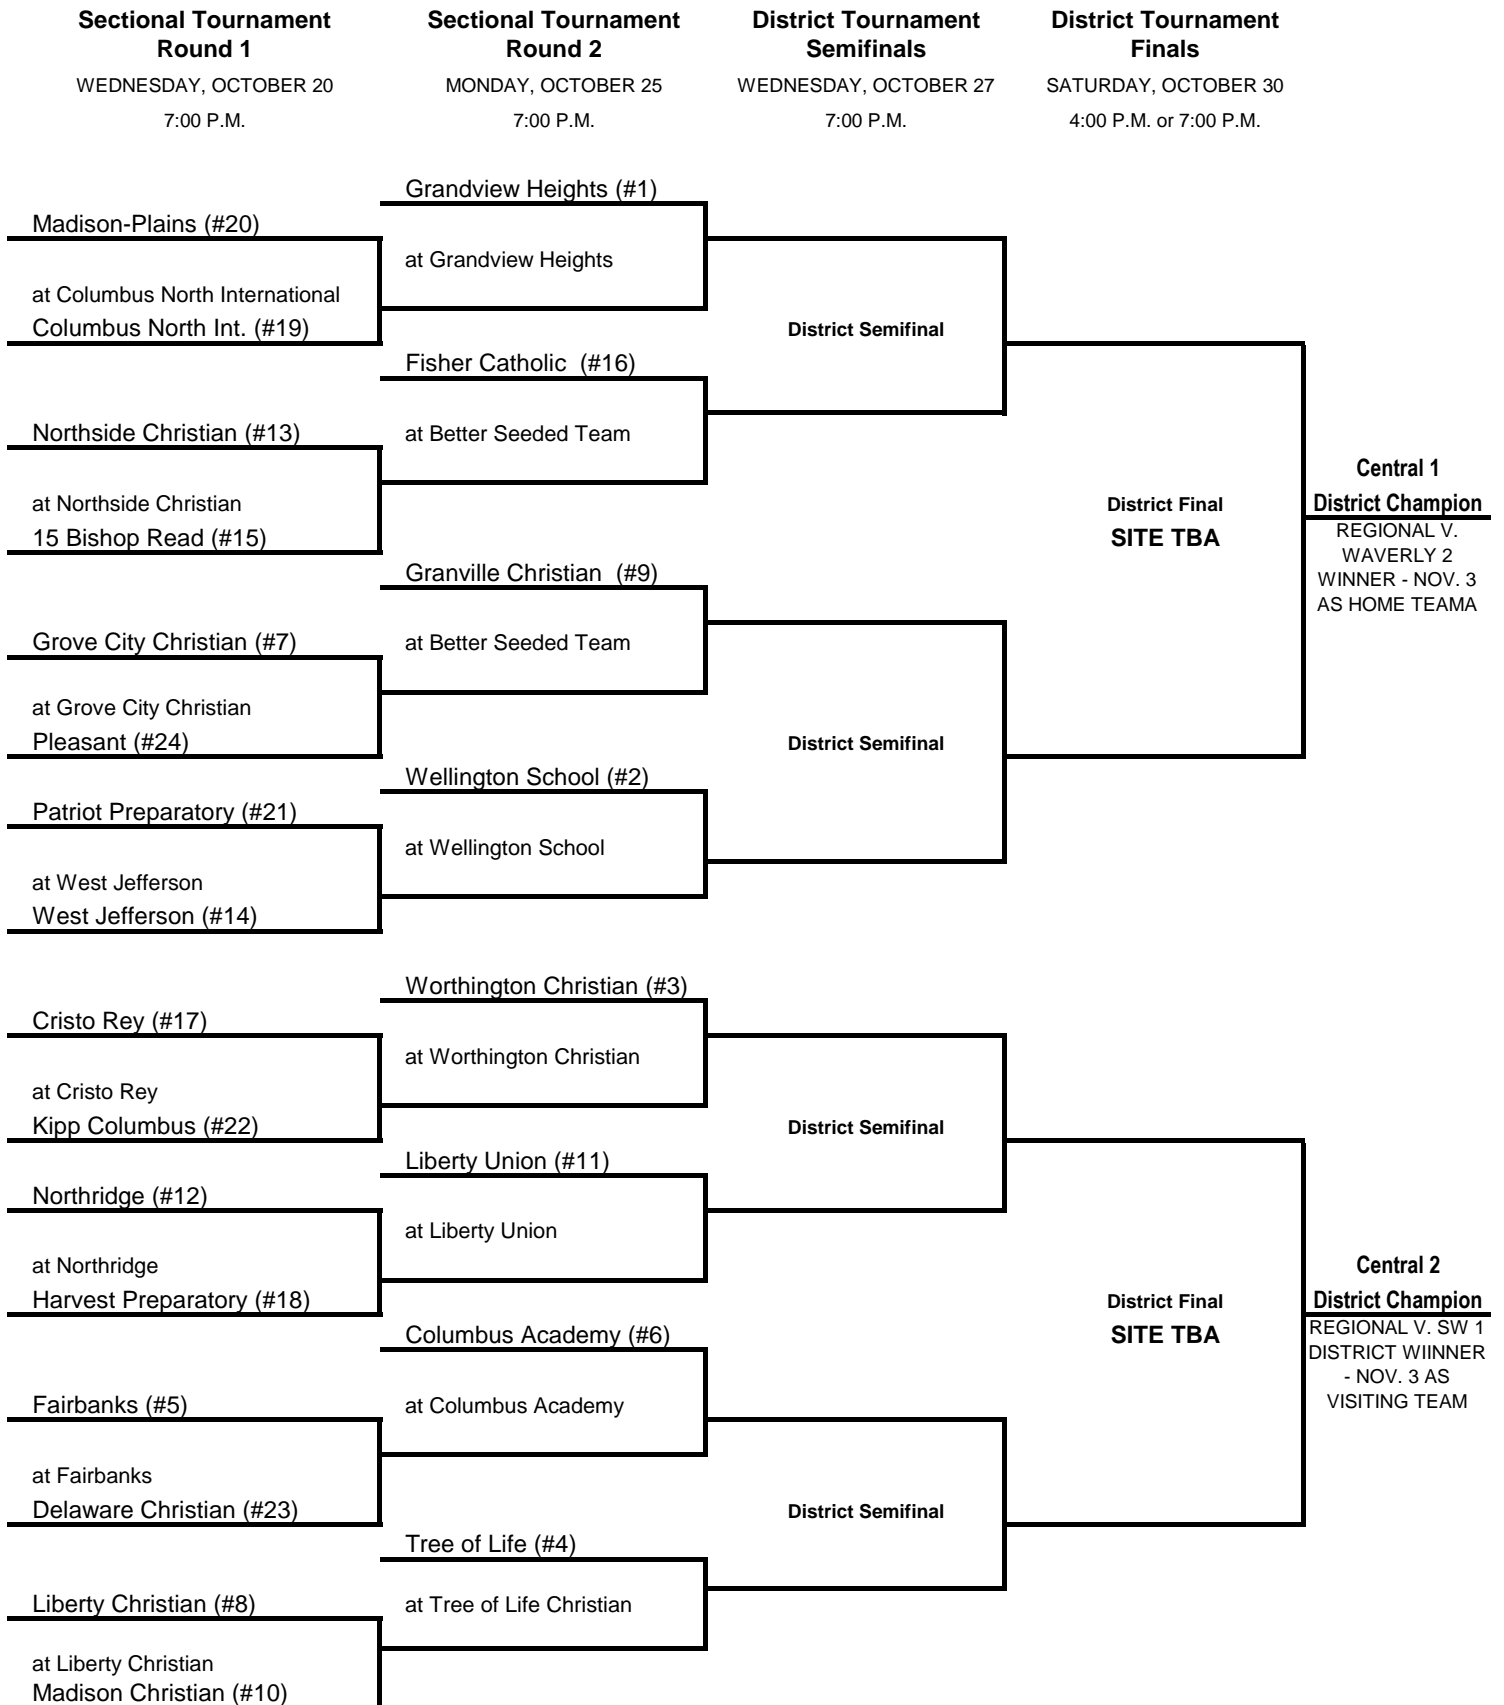 Sectional Tournament
Round 1
WEDNESDAY, OCTOBER 20
7:00 P.M.
Sectional Tournament
Round 2
MONDAY, OCTOBER 25
7:00 P.M.
District Tournament
Semifinals
WEDNESDAY, OCTOBER 27
7:00 P.M.
District Tournament
Finals
SATURDAY, OCTOBER 30
4:00 P.M. or 7:00 P.M.
Madison-Plains (#20)
at Columbus North International
Columbus North Int. (#19)
Northside Christian (#13)
at Northside Christian
15 Bishop Read (#15)
Grove City Christian (#7)
at Grove City Christian
Pleasant (#24)
Patriot Preparatory (#21)
at West Jefferson
West Jefferson (#14)
Cristo Rey (#17)
at Cristo Rey
Kipp Columbus (#22)
Northridge (#12)
at Northridge
Harvest Preparatory (#18)
Fairbanks (#5)
at Fairbanks
Delaware Christian (#23)
Liberty Christian (#8)
at Liberty Christian
Madison Christian (#10)
Grandview Heights (#1)
at Grandview Heights
Fisher Catholic (#16)
at Better Seeded Team
Granville Christian (#9)
at Better Seeded Team
Wellington School (#2)
at Wellington School
Worthington Christian (#3)
at Worthington Christian
Liberty Union (#11)
at Liberty Union
Columbus Academy (#6)
at Columbus Academy
Tree of Life (#4)
at Tree of Life Christian
District Semifinal
District Semifinal
District Semifinal
District Semifinal
District Final
SITE TBA
District Final
SITE TBA
Central 1
District Champion
REGIONAL V.
WAVERLY 2
WINNER - NOV. 3
AS HOME TEAMA
Central 2
District Champion
REGIONAL V. SW 1
DISTRICT WIINNER
- NOV. 3 AS
VISITING TEAM